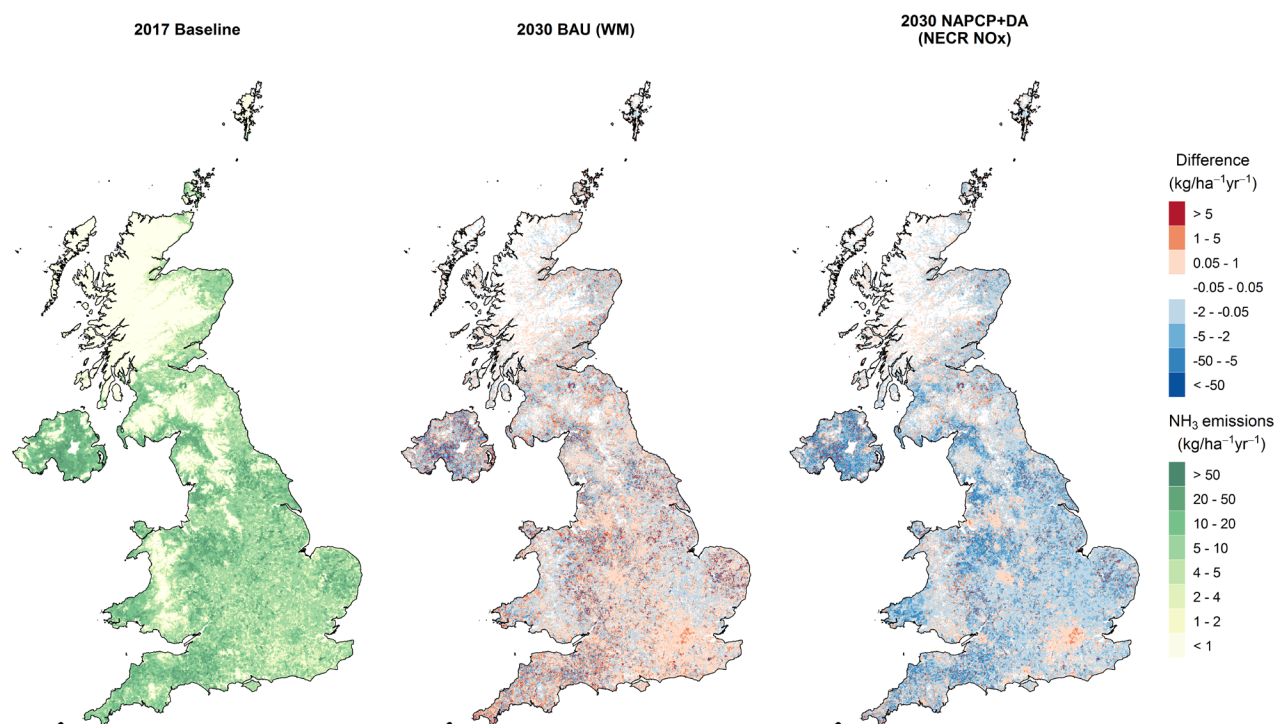 2017 Baseline
2030 BAU (WM)
2030 NAPCP+DA
(NECR NOx)
Difference
(kg/ha⁻¹yr⁻¹)
> 5
1 - 5
0.05 - 1
-0.05 - 0.05
-2 - -0.05
-5 - -2
-50 - -5
< -50
NH₃ emissions
(kg/ha⁻¹yr⁻¹)
> 50
20 - 50
10 - 20
5 - 10
4 - 5
2 - 4
1 - 2
< 1